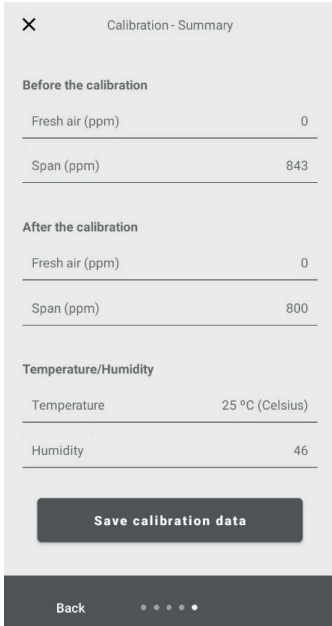 Calibration - Summary
Before the calibration
Fresh air (ppm) 0
Span (ppm) 843
After the calibration
Fresh air (ppm) 0
Span (ppm) 800
Temperature/Humidity
Temperature 25 ºC (Celsius)
Humidity 46
Save calibration data
Back